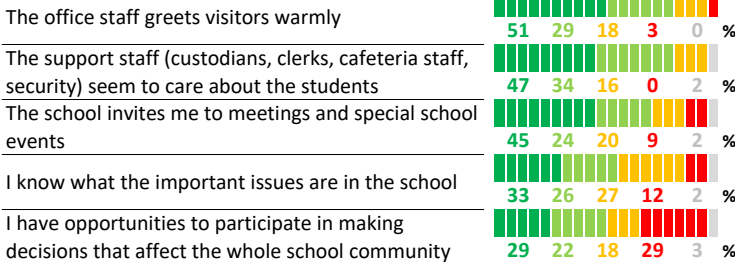 The office staff greets visitors warmly
51 29 18 3 0 %
The support staff (custodians, clerks, cafeteria staff,
security) seem to care about the students
47 34 16 0 2 %
The school invites me to meetings and special school
events
45 24 20 9 2 %
I know what the important issues are in the school
33 26 27 12 2 %
I have opportunities to participate in making
decisions that affect the whole school community
29 22 18 29 3 %